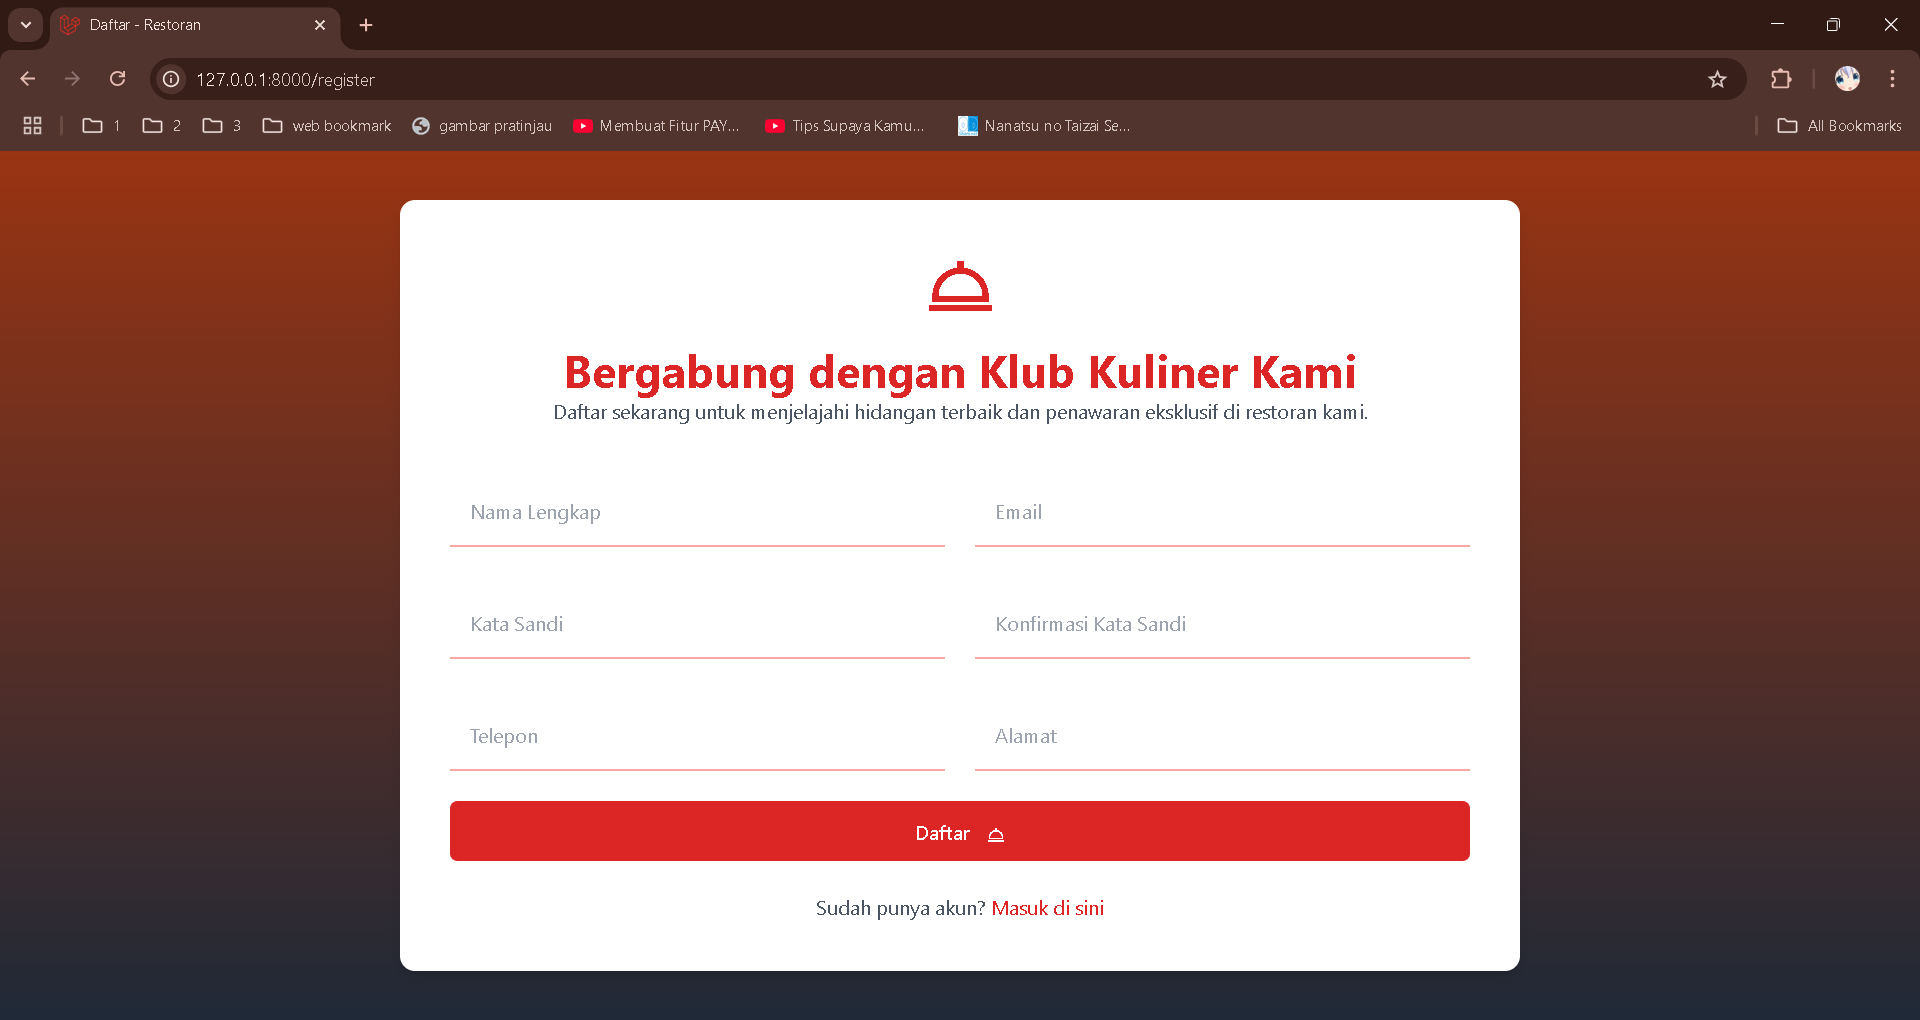 Daftar - Restoran
127.0.0.1:8000/register
1 2 3 web bookmark gambar pratinjau Membuat Fitur PAY... Tips Supaya Kamu... Nanatsu no Taizai Se... All Bookmarks
Bergabung dengan Klub Kuliner Kami
Daftar sekarang untuk menjelajahi hidangan terbaik dan penawaran eksklusif di restoran kami.
Nama Lengkap Email
Kata Sandi Konfirmasi Kata Sandi
Telepon Alamat
Daftar
Sudah punya akun? Masuk di sini